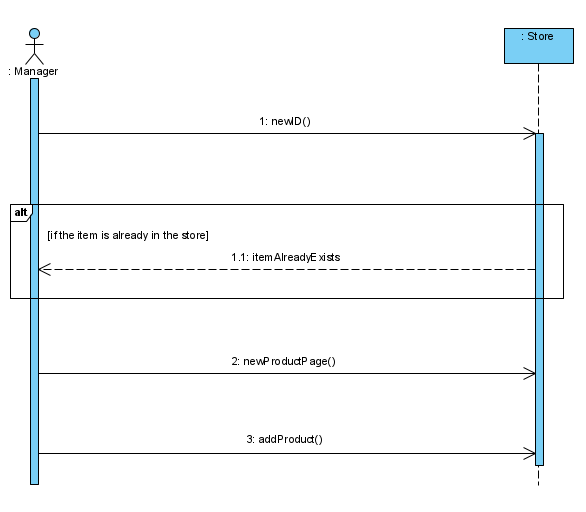 : Manager
: Store
1: newID()
alt
[if the item is already in the store]
1.1: itemAlreadyExists
2: newProductPage()
3: addProduct()